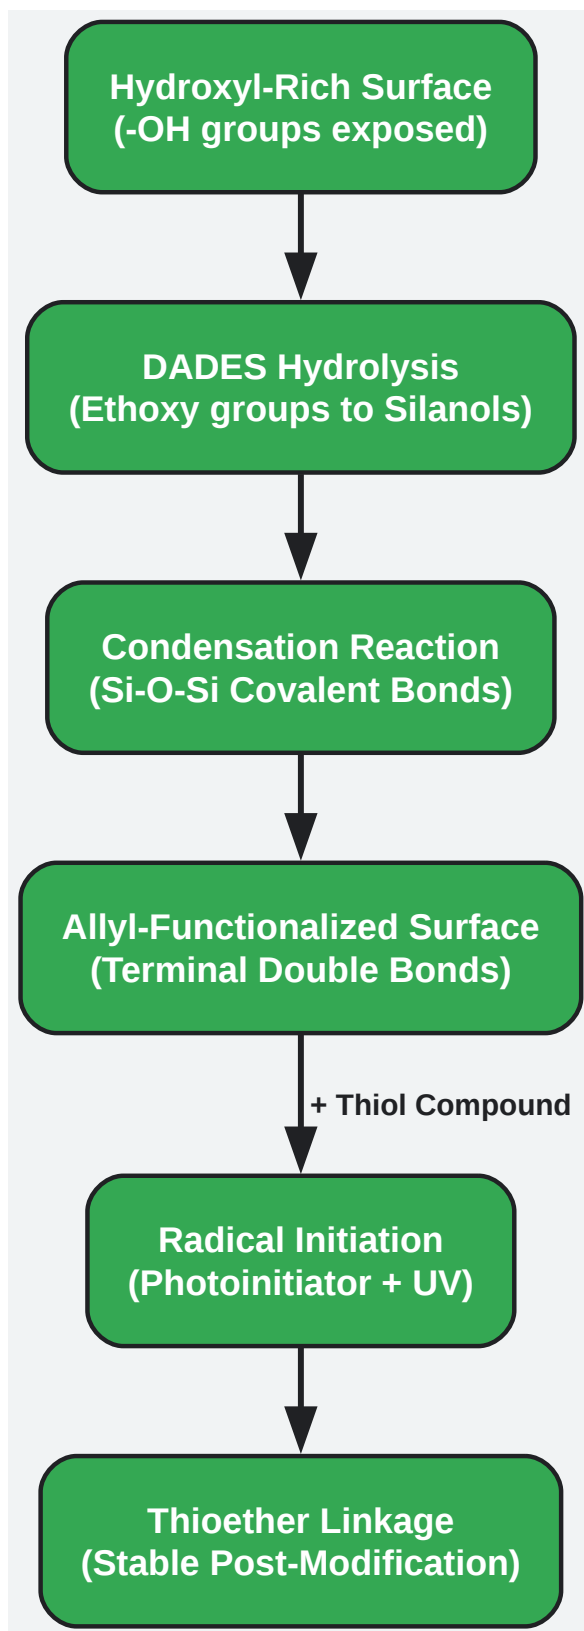 Hydroxyl-Rich Surface
(-OH groups exposed)
DADES Hydrolysis
(Ethoxy groups to Silanols)
Condensation Reaction
(Si-O-Si Covalent Bonds)
Allyl-Functionalized Surface
(Terminal Double Bonds)
+ Thiol Compound
Radical Initiation
(Photoinitiator + UV)
Thioether Linkage
(Stable Post-Modification)